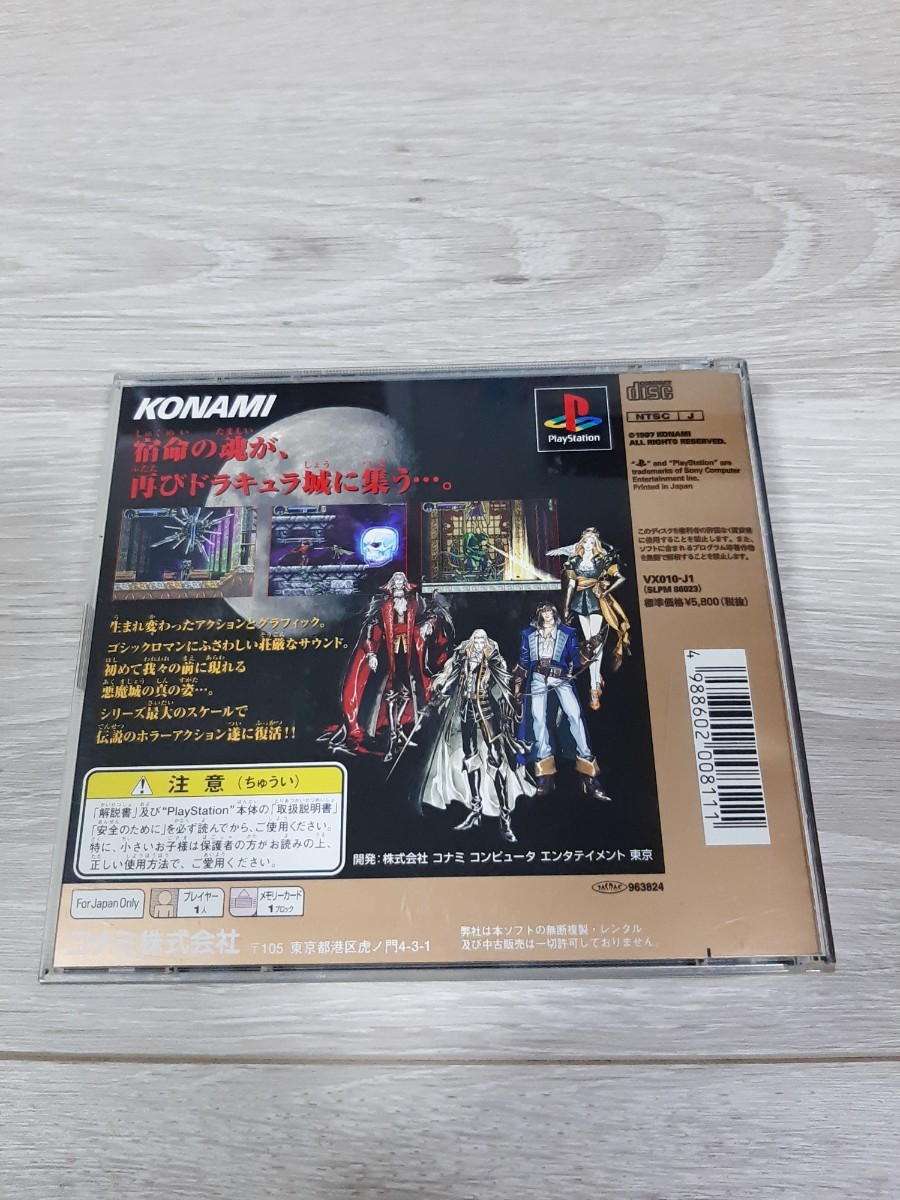 KONAMI
宿命の魂が、
再びドラキュラ城に集う…。
PlayStation
disc
NTSC J
©1997 KONAMI
ALL RIGHTS RESERVED.
" " and "PlayStation" are
trademarks of Sony Computer
Entertainment Inc.
Printed in Japan
このディスクを権利者の許諾なく賃貸業
に使用することを禁止します。また、
ソフトに含まれるプログラム等著作物
を無断で複製することも禁止します。
VX010-J1
(SLPM 86023)
標準価格¥5,800(税抜)
4 988602 008111
生まれ変わったアクションとグラフィック。
ゴシックロマンにふさわしい荘厳なサウンド。
初めて我々の前に現れる
悪魔城の真の姿…。
シリーズ最大のスケールで
伝説のホラーアクション遂に復活!!
注意(ちゅうい)
「解説書」及び"PlayStation"本体の「取扱説明書」
「安全のために」を必ず読んでから、ご使用ください。
特に、小さいお子様は保護者の方がお読みの上、
正しい使用方法で、ご愛用ください。
開発:株式会社 コナミ コンピュータ エンタテイメント 東京
963824
For Japan Only
プレイヤー
1人
メモリーカード
1ブロック
コナミ株式会社
〒105 東京都港区虎ノ門4-3-1
弊社は本ソフトの無断複製・レンタル
及び中古販売は一切許可しておりません。